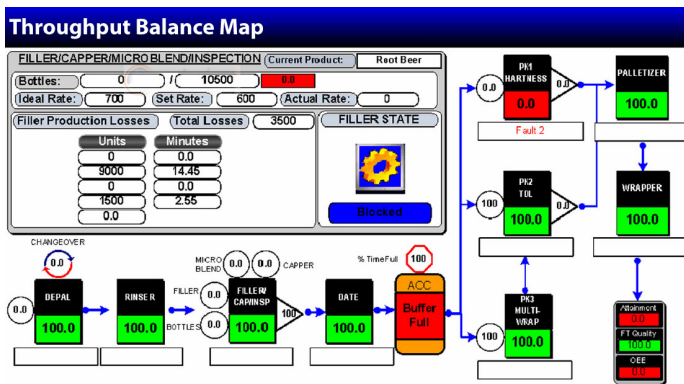 Throughput Balance Map
FILLER/CAPPER/MICRO BLEND/INSPECTION Current Product: Root Beer
Bottles: 0 / 10500 0.0
Ideal Rate: 700 Set Rate: 600 Actual Rate: 0
Filler Production Losses Total Losses 3500 FILLER STATE
Units Minutes
0 0.0
9000 14.45
0 0.0
1500 2.55
0.0
Blocked
PK1
HARTNESS
0.0 0.0 0.0
Fault 2
PALLETIZER
100.0
PK2
TDL
100 100.0 0.0
WRAPPER
100.0
CHANGEOVER
0.0
0.0 DEPAL
100.0
RINSER
100.0
MICRO
BLEND 0.0 0.0 CAPPER
FILLER 0.0
BOTTLES 0.0
FILLER/
CAP/INSP
100.0 100
DATE
100.0
% TimeFull 100
ACC
Buffer
Full
PK3
MULTI-
WRAP
100 100.0
Attainment
0.0
FT Quality
100.0
OEE
0.0